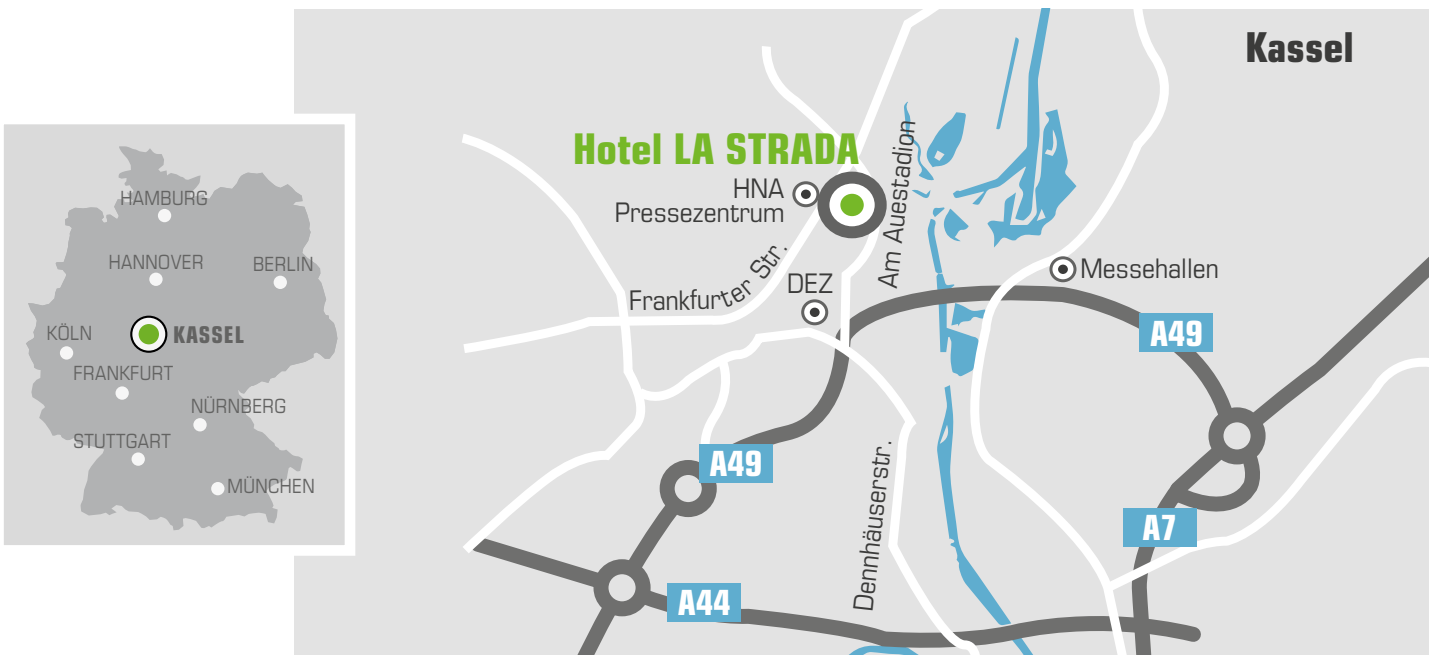 HAMBURG
HANNOVER
BERLIN
KÖLN
KASSEL
FRANKFURT
NÜRNBERG
STUTTGART
MÜNCHEN
Kassel
Hotel LA STRADA
HNA
Pressezentrum
Am Auestadion
Frankfurter Str.
DEZ
Messehallen
A49
A49
Dennhäuserstr.
A7
A44